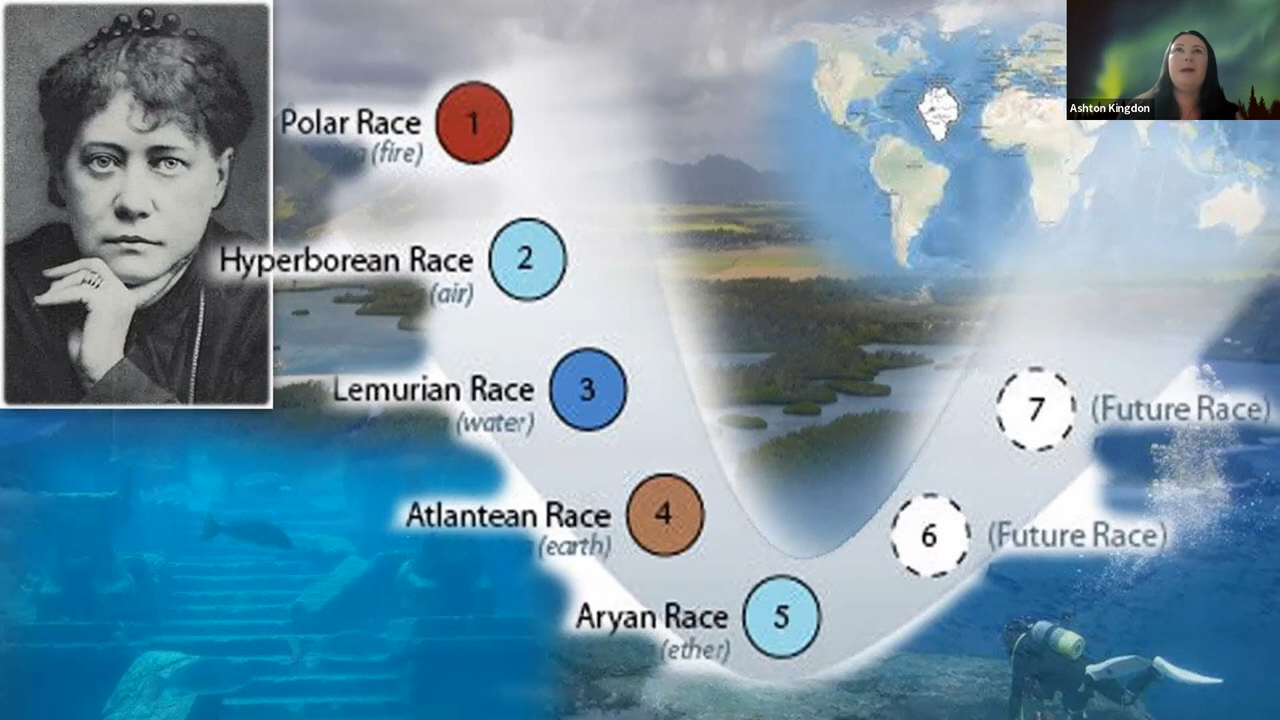 Ashton Kingdon
Polar Race 1
(fire)
Hyperborean Race 2
(air)
Lemurian Race 3
(water)
7 (Future Race)
Atlantean Race 4
(earth)
6 (Future Race)
Aryan Race 5
(ether)